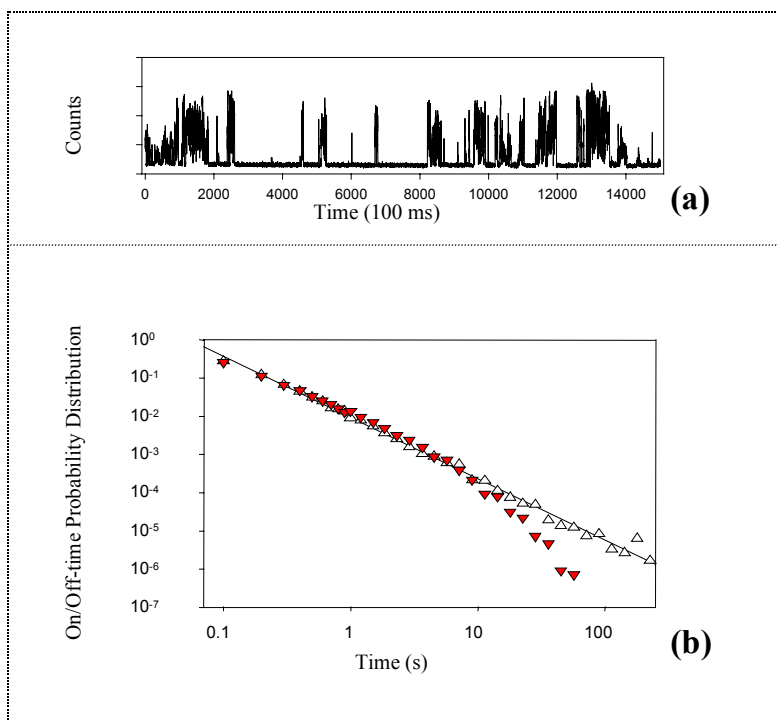 Counts
0 2000 4000 6000 8000 10000 12000 14000
Time (100 ms)
(a)
On/Off-time Probability Distribution
10⁰
10⁻¹
10⁻²
10⁻³
10⁻⁴
10⁻⁵
10⁻⁶
10⁻⁷
0.1 1 10 100
Time (s)
(b)